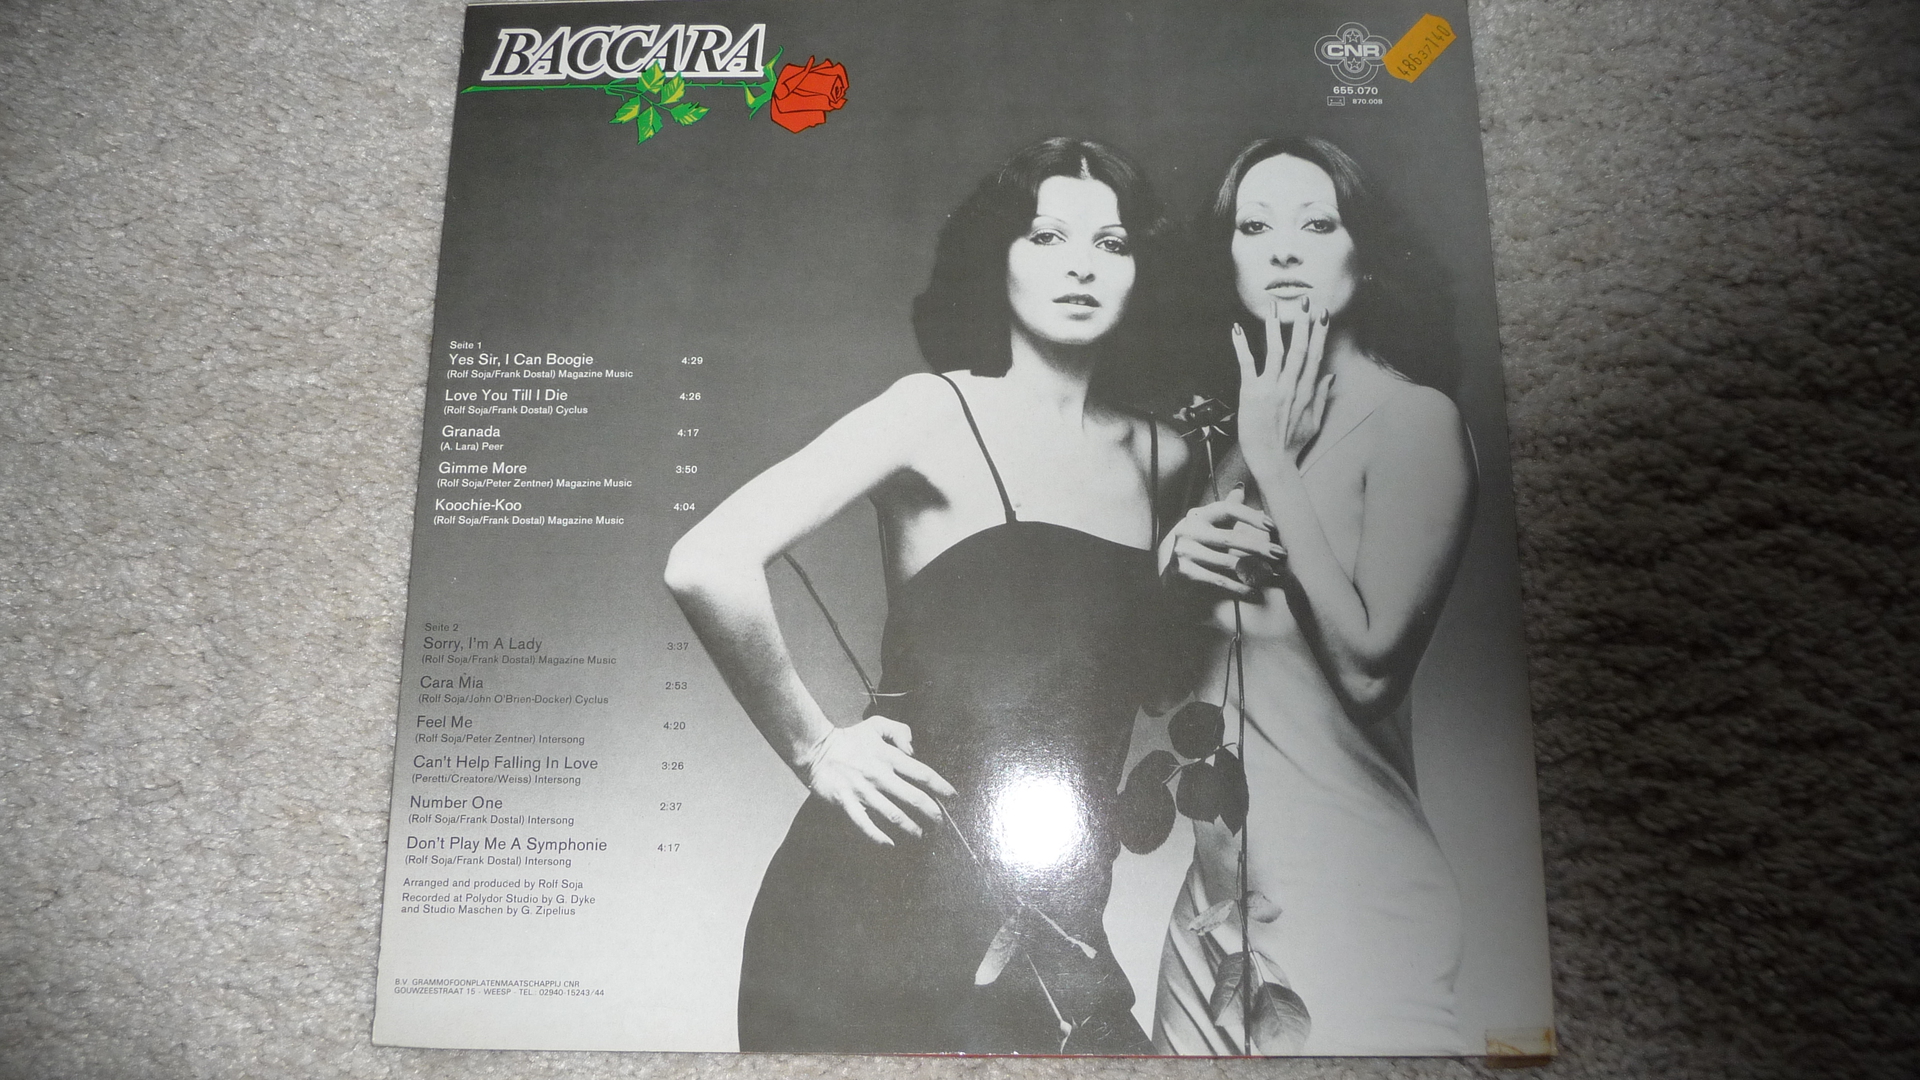 BACCARA
CNR
655.070
870.008
48637140
Seite 1
Yes Sir, I Can Boogie 4:29
(Rolf Soja/Frank Dostal) Magazine Music
Love You Till I Die 4:26
(Rolf Soja/Frank Dostal) Cyclus
Granada 4:17
(A. Lara) Peer
Gimme More 3:50
(Rolf Soja/Peter Zentner) Magazine Music
Koochie-Koo 4:04
(Rolf Soja/Frank Dostal) Magazine Music
Seite 2
Sorry, I'm A Lady 3:37
(Rolf Soja/Frank Dostal) Magazine Music
Cara Mia 2:53
(Rolf Soja/John O'Brien-Docker) Cyclus
Feel Me 4:20
(Rolf Soja/Peter Zentner) Intersong
Can't Help Falling In Love 3:26
(Peretti/Creatore/Weiss) Intersong
Number One 2:37
(Rolf Soja/Frank Dostal) Intersong
Don't Play Me A Symphonie 4:17
(Rolf Soja/Frank Dostal) Intersong
Arranged and produced by Rolf Soja
Recorded at Polydor Studio by G. Dyke
and Studio Maschen by G. Zipelius
B.V. GRAMMOFOONPLATENMAATSCHAPPIJ CNR
GOUWZEESTRAAT 15 - WEESP - TEL.: 02940-15243/44